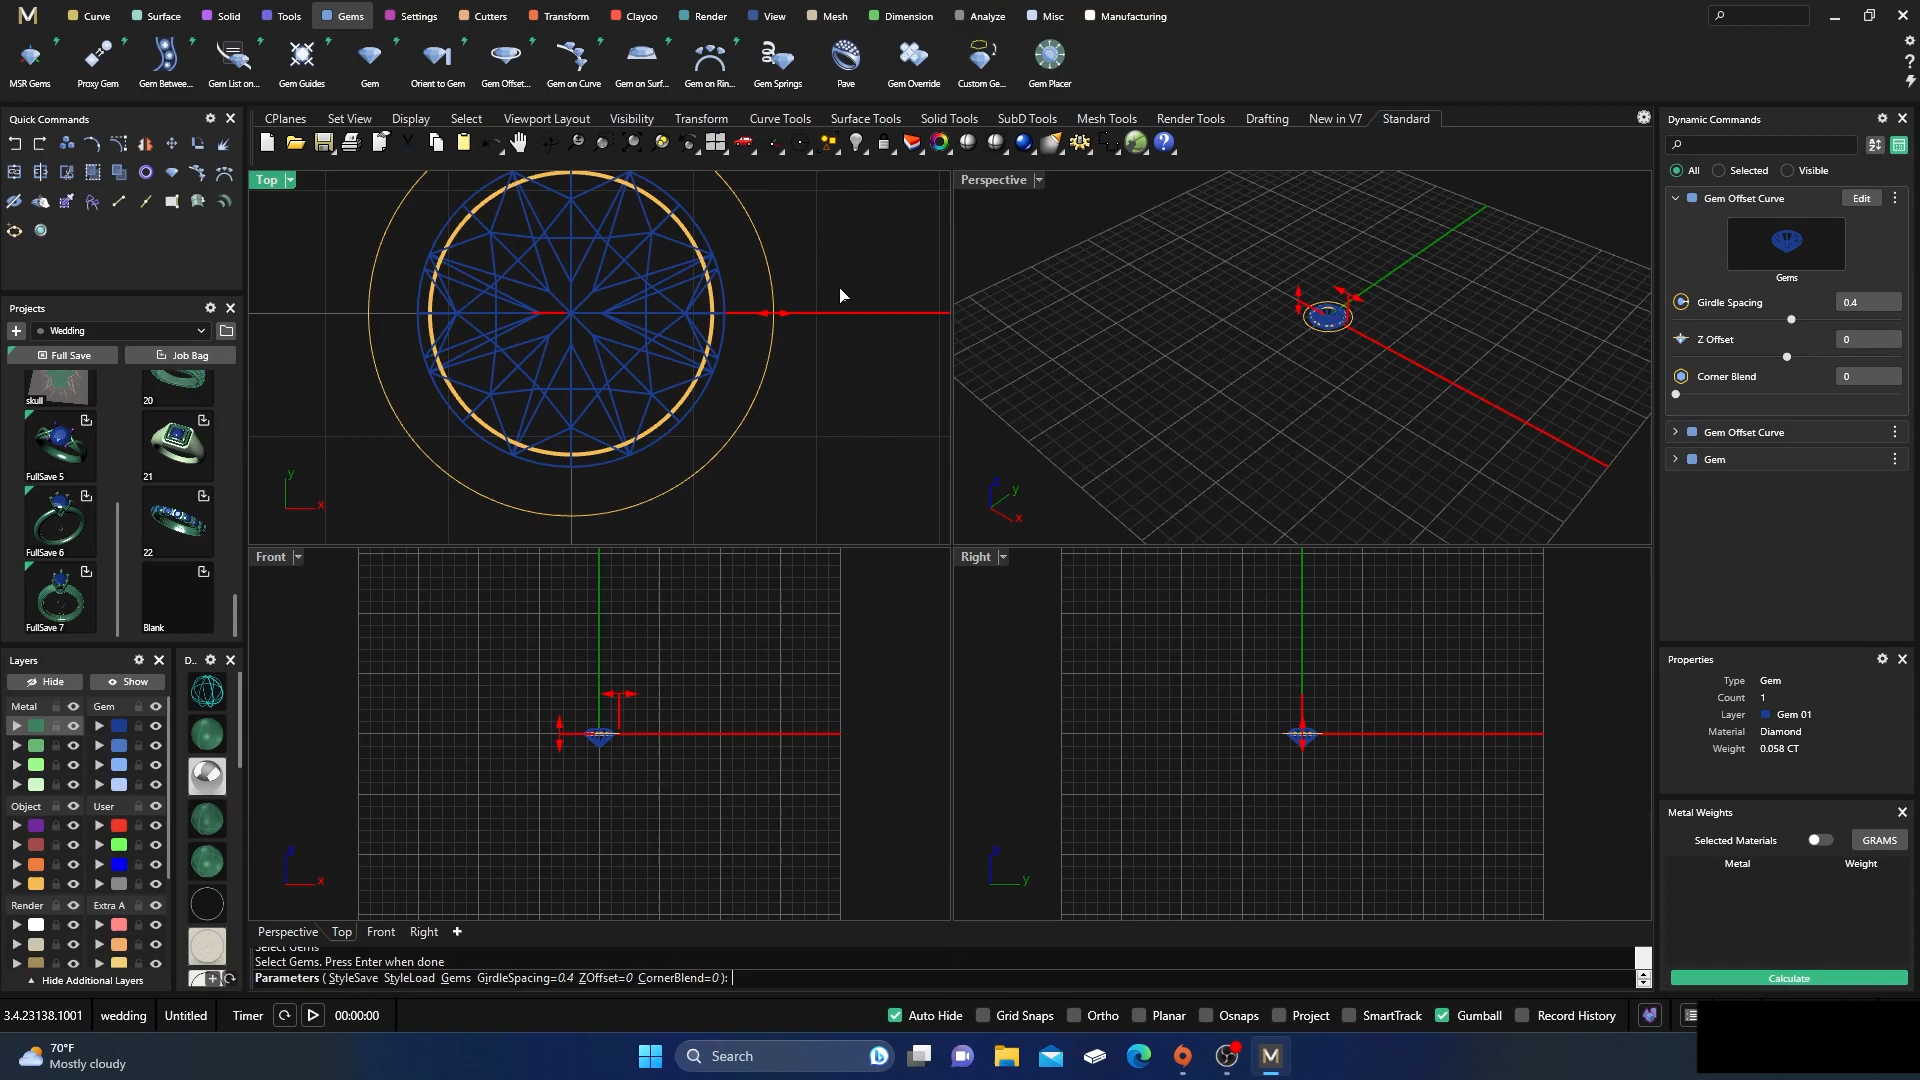 Curve Surface Solid Tools Gems Settings Cutters Transform Clayoo Render View Mesh Dimension Analyze Misc Manufacturing
MSR Gems Proxy Gem Gem Betwee... Gem List on... Gem Guides Gem Orient to Gem Gem Offset... Gem on Curve Gem on Surf... Gem on Rin... Gem Springs Pave Gem Override Custom Ge... Gem Placer
Quick Commands
CPlanes Set View Display Select Viewport Layout Visibility Transform Curve Tools Surface Tools Solid Tools SubD Tools Mesh Tools Render Tools Drafting New in V7 Standard
Dynamic Commands
All Selected Visible
Gem Offset Curve Edit
Gems
Girdle Spacing 0.4
Z Offset 0
Corner Blend 0
Gem Offset Curve
Gem
Top
Perspective
y
x
z
y
x
Projects
Wedding
Full Save Job Bag
skull 20
FullSave 5 21
FullSave 6 22
FullSave 7 Blank
Front
z
x
Right
z
y
Layers D..
Hide Show
Metal Gem
Object User
Render Extra A
Hide Additional Layers
Properties
Type Gem
Count 1
Layer Gem 01
Material Diamond
Weight 0.058 CT
Metal Weights
Selected Materials GRAMS
Metal Weight
Calculate
Perspective Top Front Right
Select Gems
Select Gems. Press Enter when done
Parameters ( StyleSave StyleLoad Gems GirdleSpacing=0.4 ZOffset=0 CornerBlend=0 ):
3.4.23138.1001 wedding Untitled Timer 00:00:00 Auto Hide Grid Snaps Ortho Planar Osnaps Project SmartTrack Gumball Record History
70°F
Mostly cloudy
Search